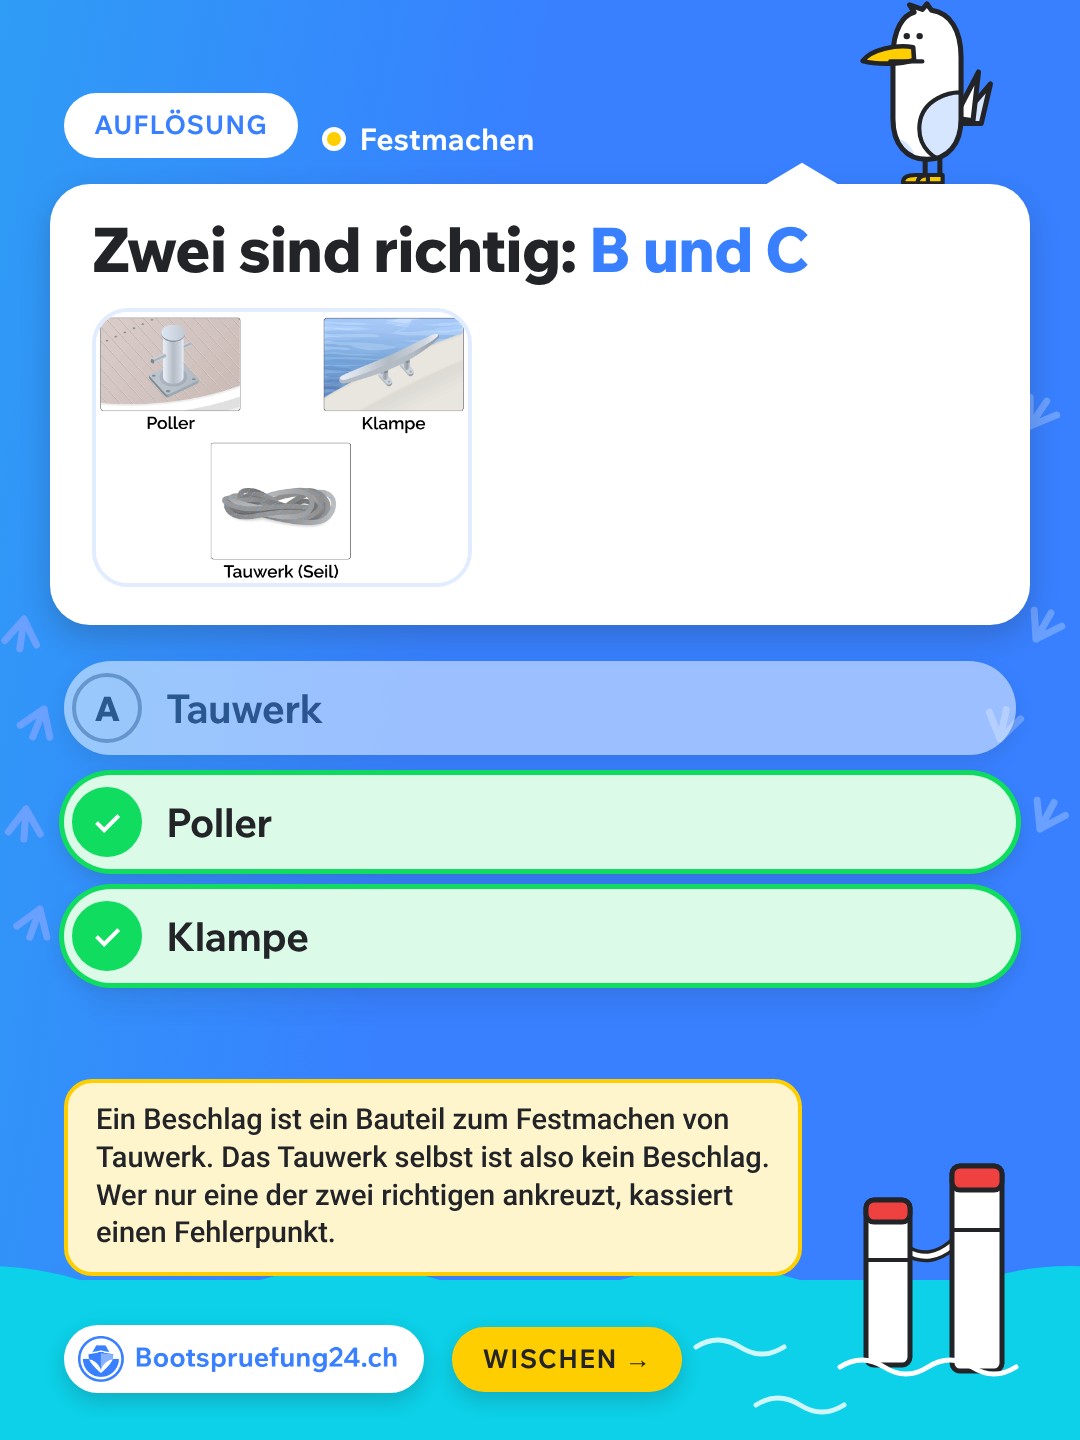 AUFLÖSUNG
Festmachen
Zwei sind richtig: B und C
Poller
Klampe
Tauwerk (Seil)
A Tauwerk
Poller
Klampe
Ein Beschlag ist ein Bauteil zum Festmachen von
Tauwerk. Das Tauwerk selbst ist also kein Beschlag.
Wer nur eine der zwei richtigen ankreuzt, kassiert
einen Fehlerpunkt.
Bootspruefung24.ch
WISCHEN →